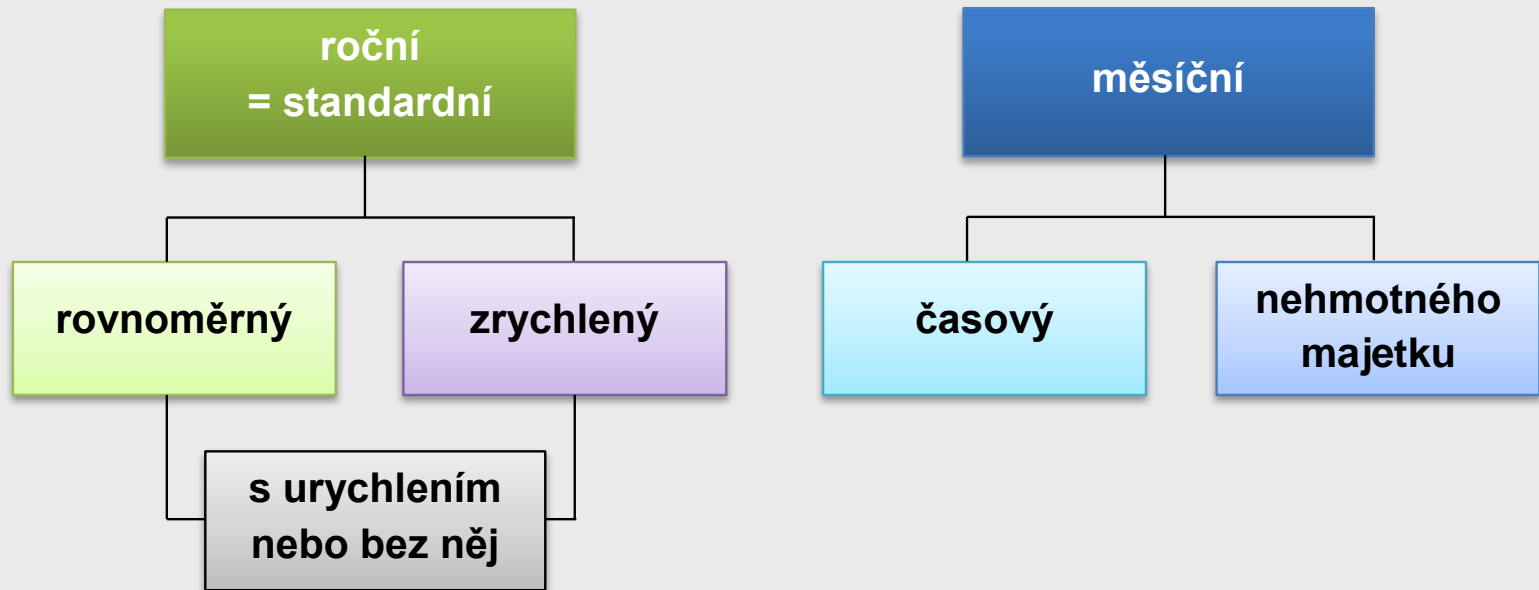 roční
= standardní
měsíční
rovnoměrný
zrychlený
časový
nehmotného
majetku
s urychlením
nebo bez něj